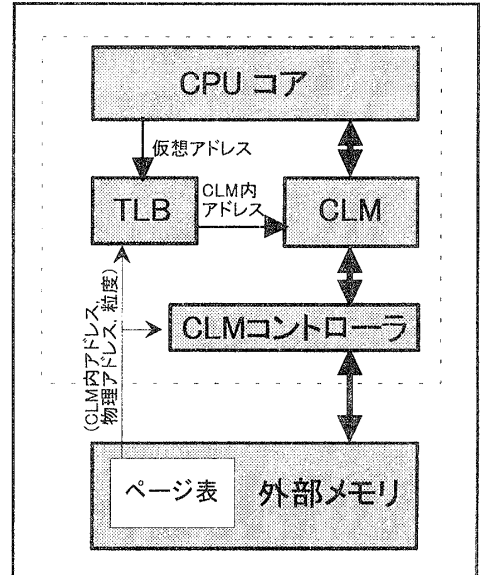 CPU コア
仮想アドレス
TLB
CLM内
アドレス
CLM
(CLM内アドレス,
物理アドレス, 粒度)
CLMコントローラ
ページ表
外部メモリ